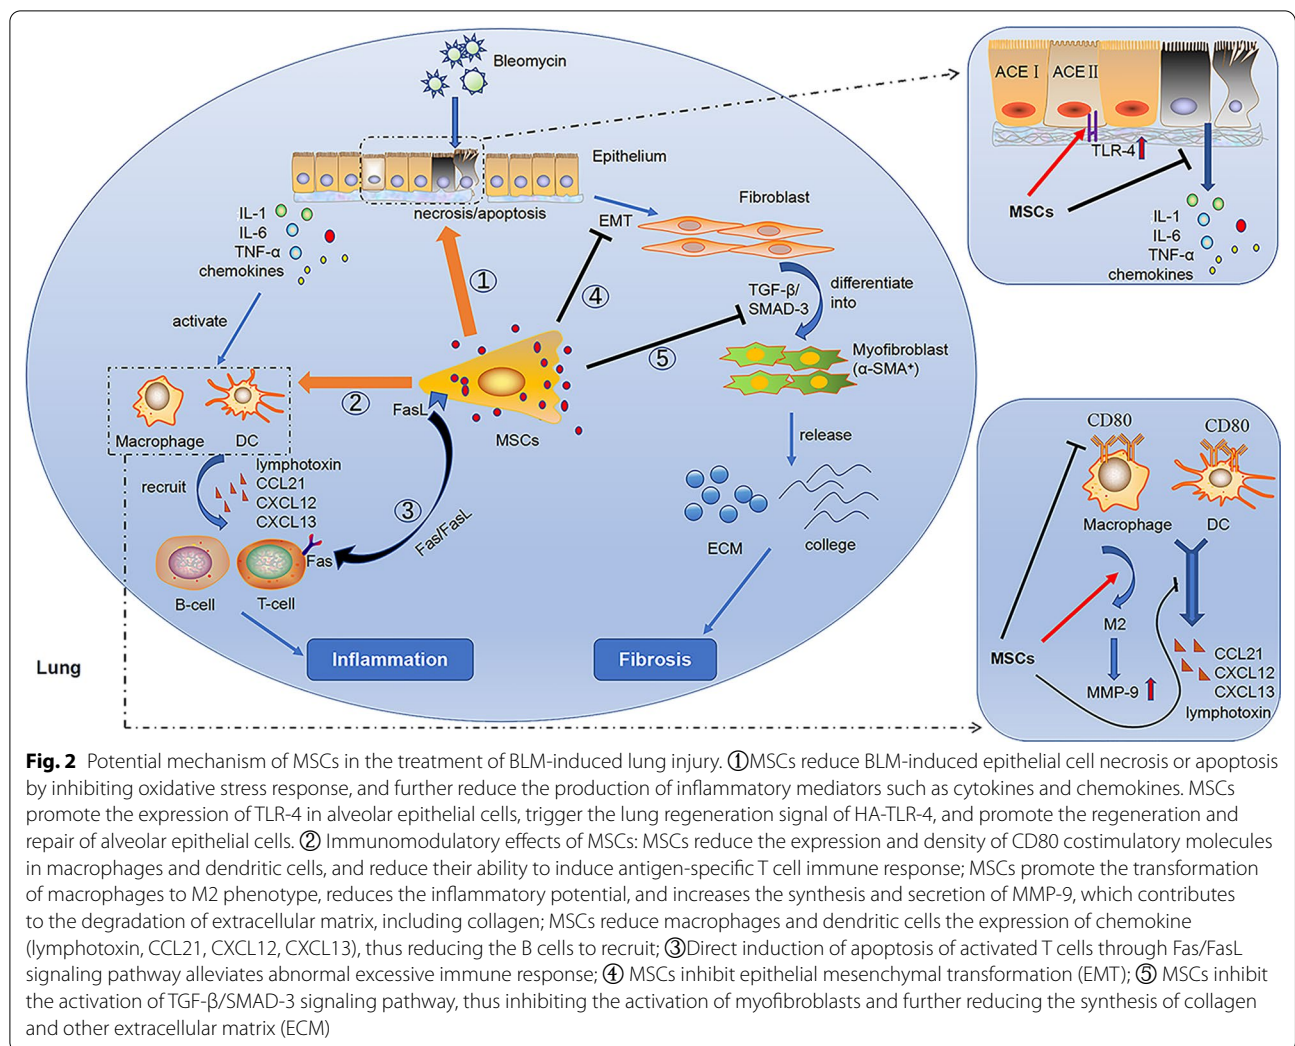 Bleomycin
Epithelium
necrosis/apoptosis
IL-1
IL-6
TNF-α
chemokines
activate
EMT
Fibroblast
TGF-β/
SMAD-3
differentiate
into
Myofibroblast
(α-SMA⁺)
①
②
③
④
⑤
FasL
MSCs
Macrophage
DC
recruit
lymphotoxin
CCL21
CXCL12
CXCL13
Fas/FasL
Fas
B-cell
T-cell
release
ECM
college
Inflammation
Fibrosis
Lung
ACE I
ACE II
TLR-4
MSCs
IL-1
IL-6
TNF-α
chemokines
CD80
CD80
Macrophage
DC
M2
MSCs
MMP-9
CCL21
CXCL12
CXCL13
lymphotoxin
Fig. 2 Potential mechanism of MSCs in the treatment of BLM-induced lung injury. ①MSCs reduce BLM-induced epithelial cell necrosis or apoptosis
by inhibiting oxidative stress response, and further reduce the production of inflammatory mediators such as cytokines and chemokines. MSCs
promote the expression of TLR-4 in alveolar epithelial cells, trigger the lung regeneration signal of HA-TLR-4, and promote the regeneration and
repair of alveolar epithelial cells. ② Immunomodulatory effects of MSCs: MSCs reduce the expression and density of CD80 costimulatory molecules
in macrophages and dendritic cells, and reduce their ability to induce antigen-specific T cell immune response; MSCs promote the transformation
of macrophages to M2 phenotype, reduces the inflammatory potential, and increases the synthesis and secretion of MMP-9, which contributes
to the degradation of extracellular matrix, including collagen; MSCs reduce macrophages and dendritic cells the expression of chemokine
(lymphotoxin, CCL21, CXCL12, CXCL13), thus reducing the B cells to recruit; ③Direct induction of apoptosis of activated T cells through Fas/FasL
signaling pathway alleviates abnormal excessive immune response; ④ MSCs inhibit epithelial mesenchymal transformation (EMT); ⑤ MSCs inhibit
the activation of TGF-β/SMAD-3 signaling pathway, thus inhibiting the activation of myofibroblasts and further reducing the synthesis of collagen
and other extracellular matrix (ECM)